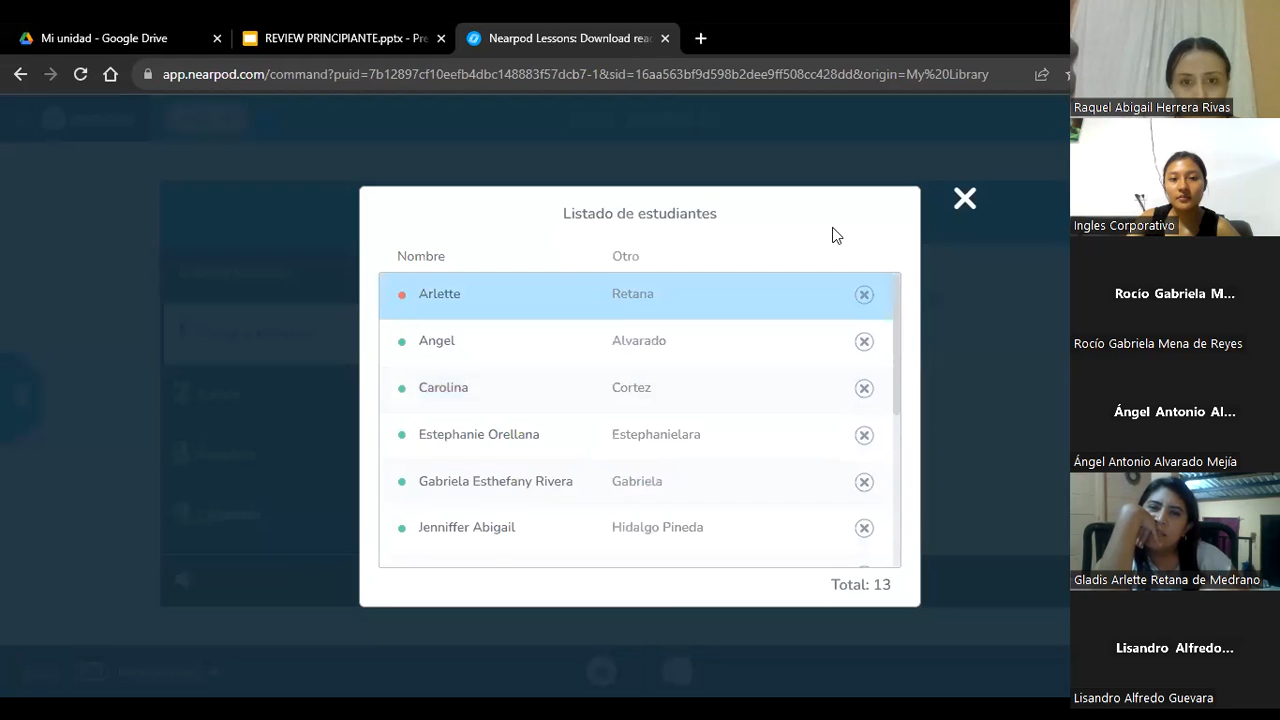 Mi unidad - Google Drive
REVIEW PRINCIPIANTE.pptx - Pre
Nearpod Lessons: Download rea
app.nearpod.com/command?puid=7b12897cf10eefb4dbc148883f57dcb7-1&sid=16aa563bf9d598b2dee9ff508cc428dd&origin=My%20Library
Listado de estudiantes
Nombre Otro
Arlette Retana
Angel Alvarado
Carolina Cortez
Estephanie Orellana Estephanielara
Gabriela Esthefany Rivera Gabriela
Jenniffer Abigail Hidalgo Pineda
Total: 13
Raquel Abigail Herrera Rivas
Ingles Corporativo
Rocío Gabriela M...
Rocío Gabriela Mena de Reyes
Ángel Antonio Al...
Ángel Antonio Alvarado Mejía
Gladis Arlette Retana de Medrano
Lisandro Alfredo...
Lisandro Alfredo Guevara